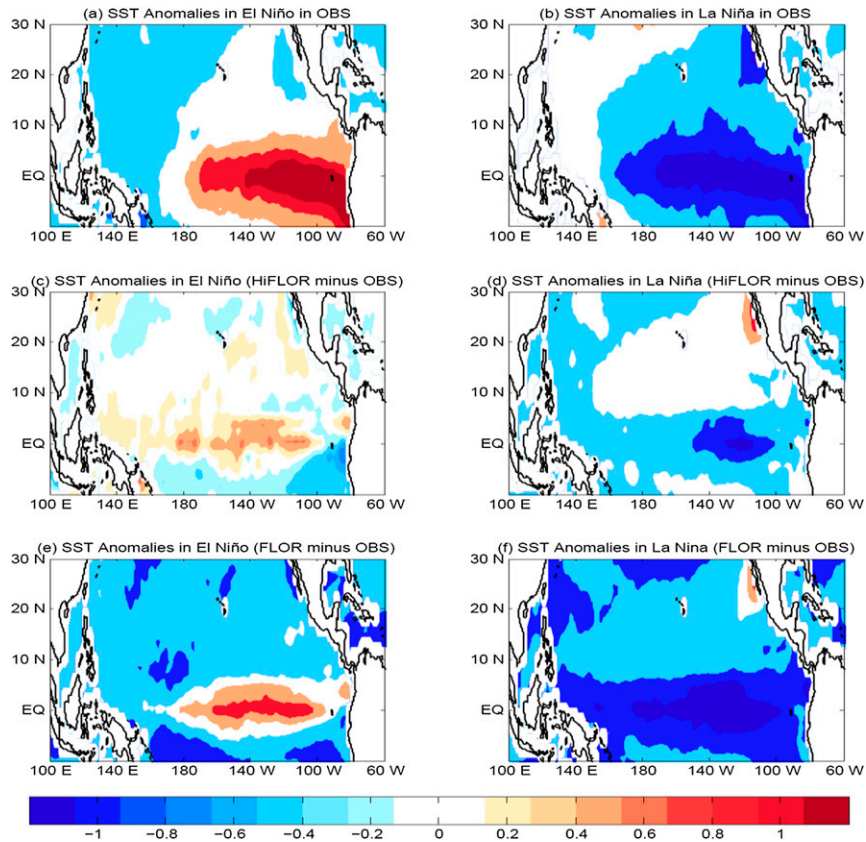 (a) SST Anomalies in El Niño in OBS
(b) SST Anomalies in La Niña in OBS
30 N
20 N
10 N
EQ
100 E 140 E 180 140 W 100 W 60 W
30 N
20 N
10 N
EQ
100 E 140 E 180 140 W 100 W 60 W
(c) SST Anomalies in El Niño (HiFLOR minus OBS)
(d) SST Anomalies in La Niña (HiFLOR minus OBS)
30 N
20 N
10 N
EQ
100 E 140 E 180 140 W 100 W 60 W
30 N
20 N
10 N
EQ
100 E 140 E 180 140 W 100 W 60 W
(e) SST Anomalies in El Niño (FLOR minus OBS)
(f) SST Anomalies in La Nina (FLOR minus OBS)
30 N
20 N
10 N
EQ
100 E 140 E 180 140 W 100 W 60 W
30 N
20 N
10 N
EQ
100 E 140 E 180 140 W 100 W 60 W
−1 −0.8 −0.6 −0.4 −0.2 0 0.2 0.4 0.6 0.8 1